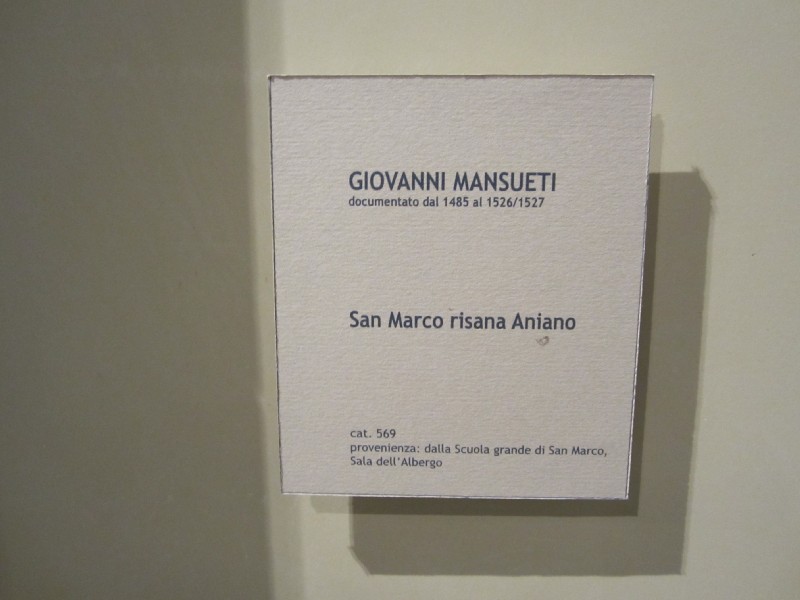 GIOVANNI MANSUETI
documentato dal 1485 al 1526/1527
San Marco risana Aniano
cat. 569
provenienza: dalla Scuola grande di San Marco,
Sala dell'Albergo